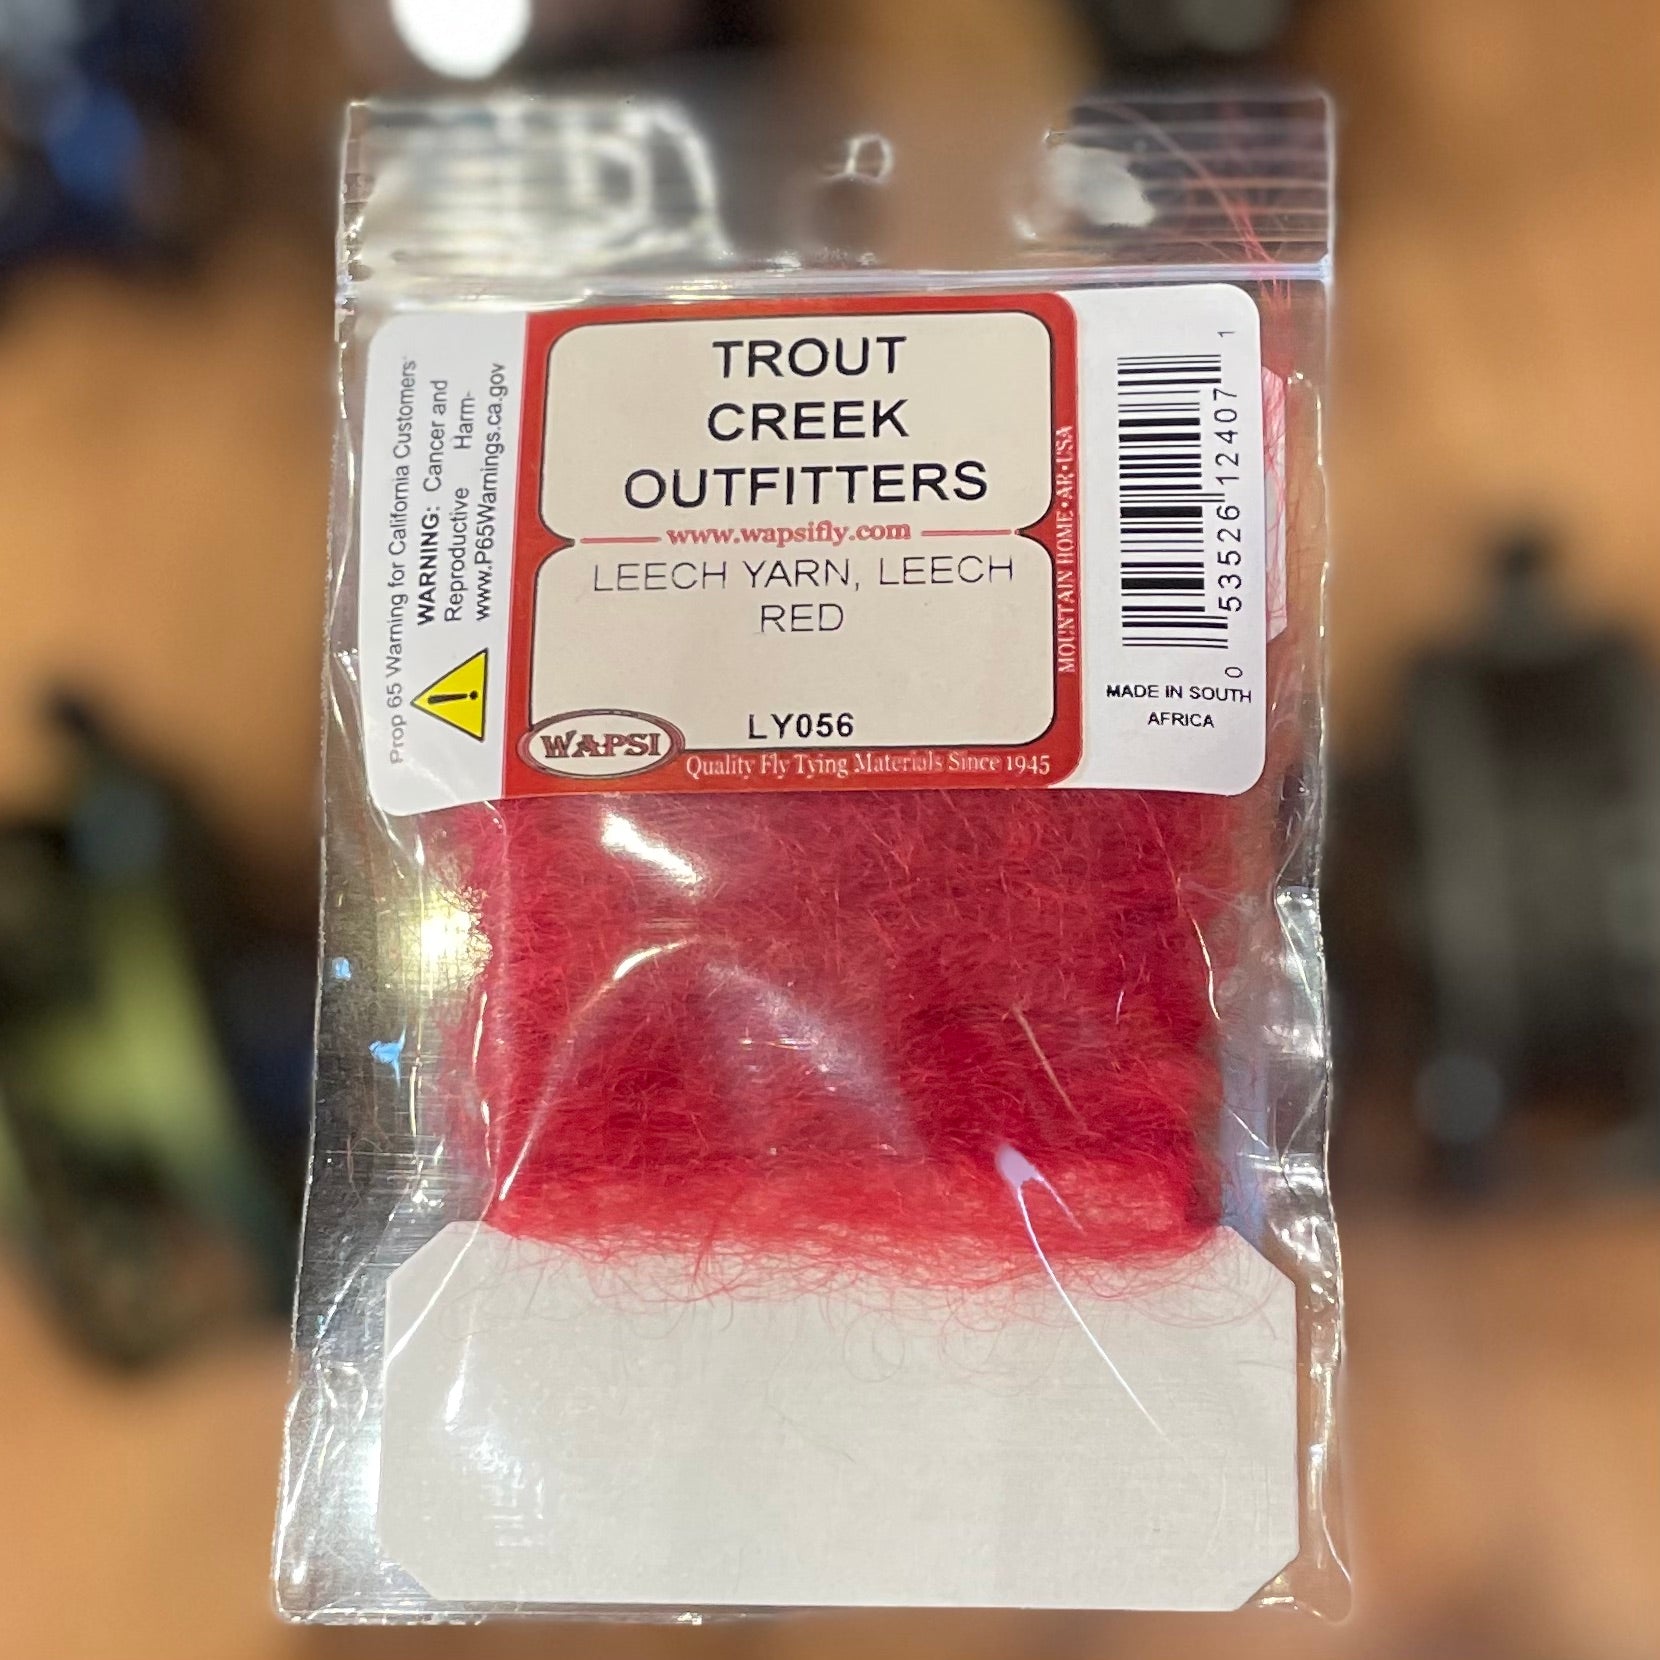 Prop 65 Warning for California Customers
WARNING: Cancer and
Reproductive Harm-
www.P65Warnings.ca.gov
TROUT
CREEK
OUTFITTERS
www.wapsifly.com
LEECH YARN, LEECH
RED
LY056
WAPSI
Quality Fly Tying Materials Since 1945
MOUNTAIN HOME • AR • USA
0 53526 12407 1
MADE IN SOUTH
AFRICA